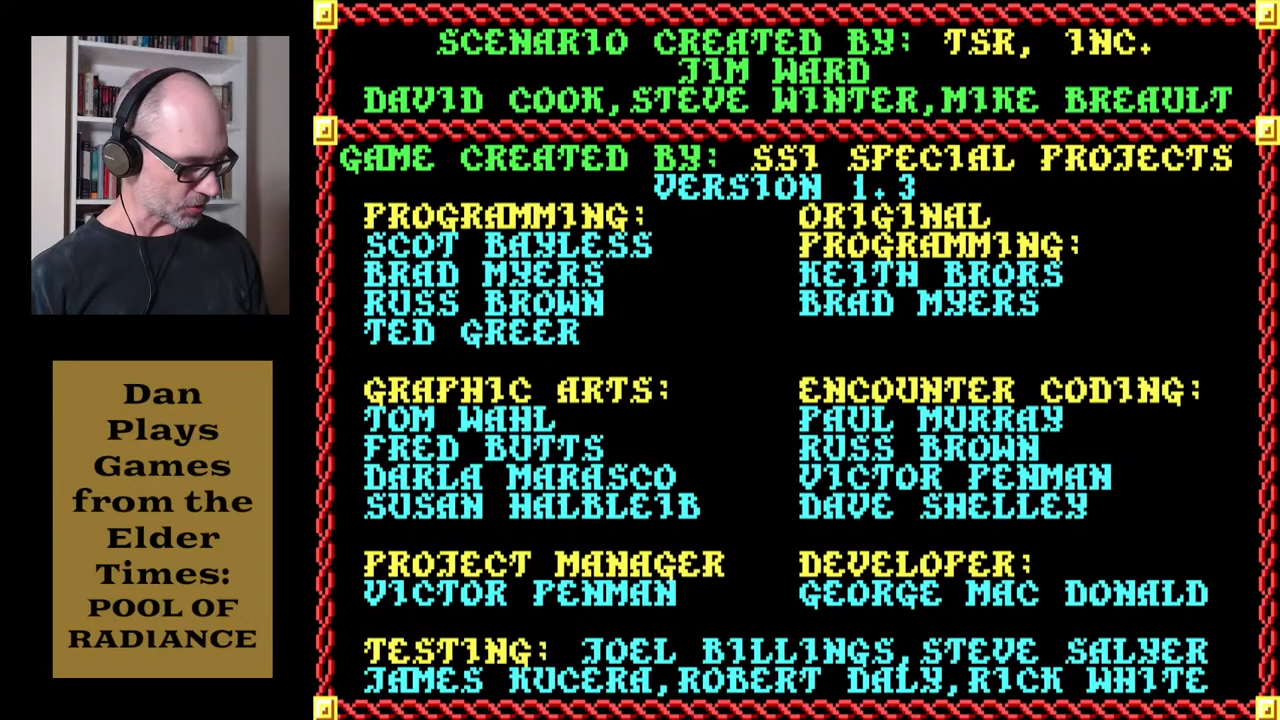 SCENARIO CREATED BY: TSR, INC.
JIM WARD
DAVID COOK,STEVE WINTER,MIKE BREAULT
GAME CREATED BY: SSI SPECIAL PROJECTS
VERSION 1.3
PROGRAMMING:
SCOT BAYLESS
BRAD MYERS
RUSS BROWN
TED GREER
ORIGINAL
PROGRAMMING:
KEITH BRORS
BRAD MYERS
GRAPHIC ARTS:
TOM WAHL
FRED BUTTS
DARLA MARASCO
SUSAN HALBLEIB
ENCOUNTER CODING:
PAUL MURRAY
RUSS BROWN
VICTOR PENMAN
DAVE SHELLEY
PROJECT MANAGER
VICTOR PENMAN
DEVELOPER:
GEORGE MAC DONALD
TESTING: JOEL BILLINGS,STEVE SALYER
JAMES KUCERA,ROBERT DALY,RICK WHITE
Dan
Plays
Games
from the
Elder
Times:
POOL OF
RADIANCE